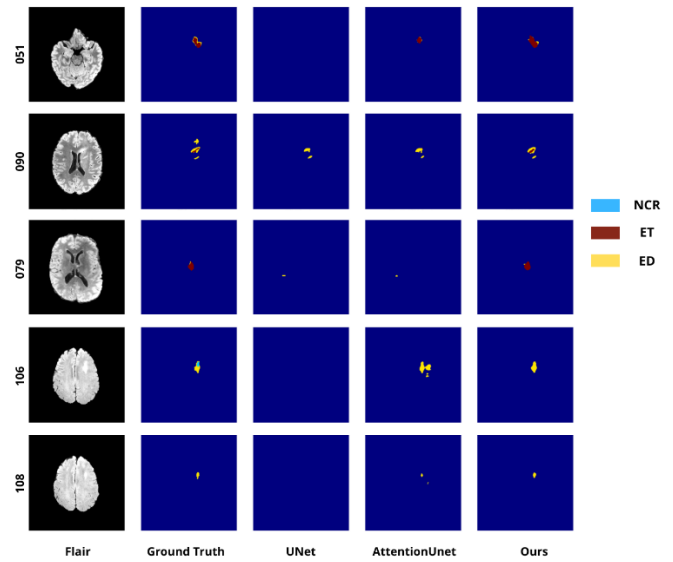 051
090
079
106
108
NCR
ET
ED
Flair
Ground Truth
UNet
AttentionUnet
Ours